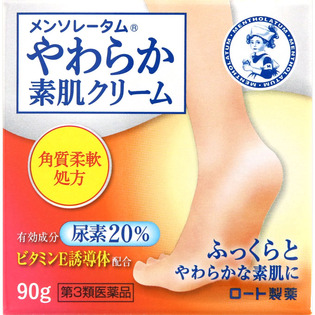 メンソレータム®
やわらか
素肌クリーム
MENTHOLATUM MENTHOLATUM
角質柔軟
処方
有効成分 尿素20%
ビタミンE誘導体配合
90g 第3類医薬品
ふっくらと
やわらかな素肌に
ロート製薬